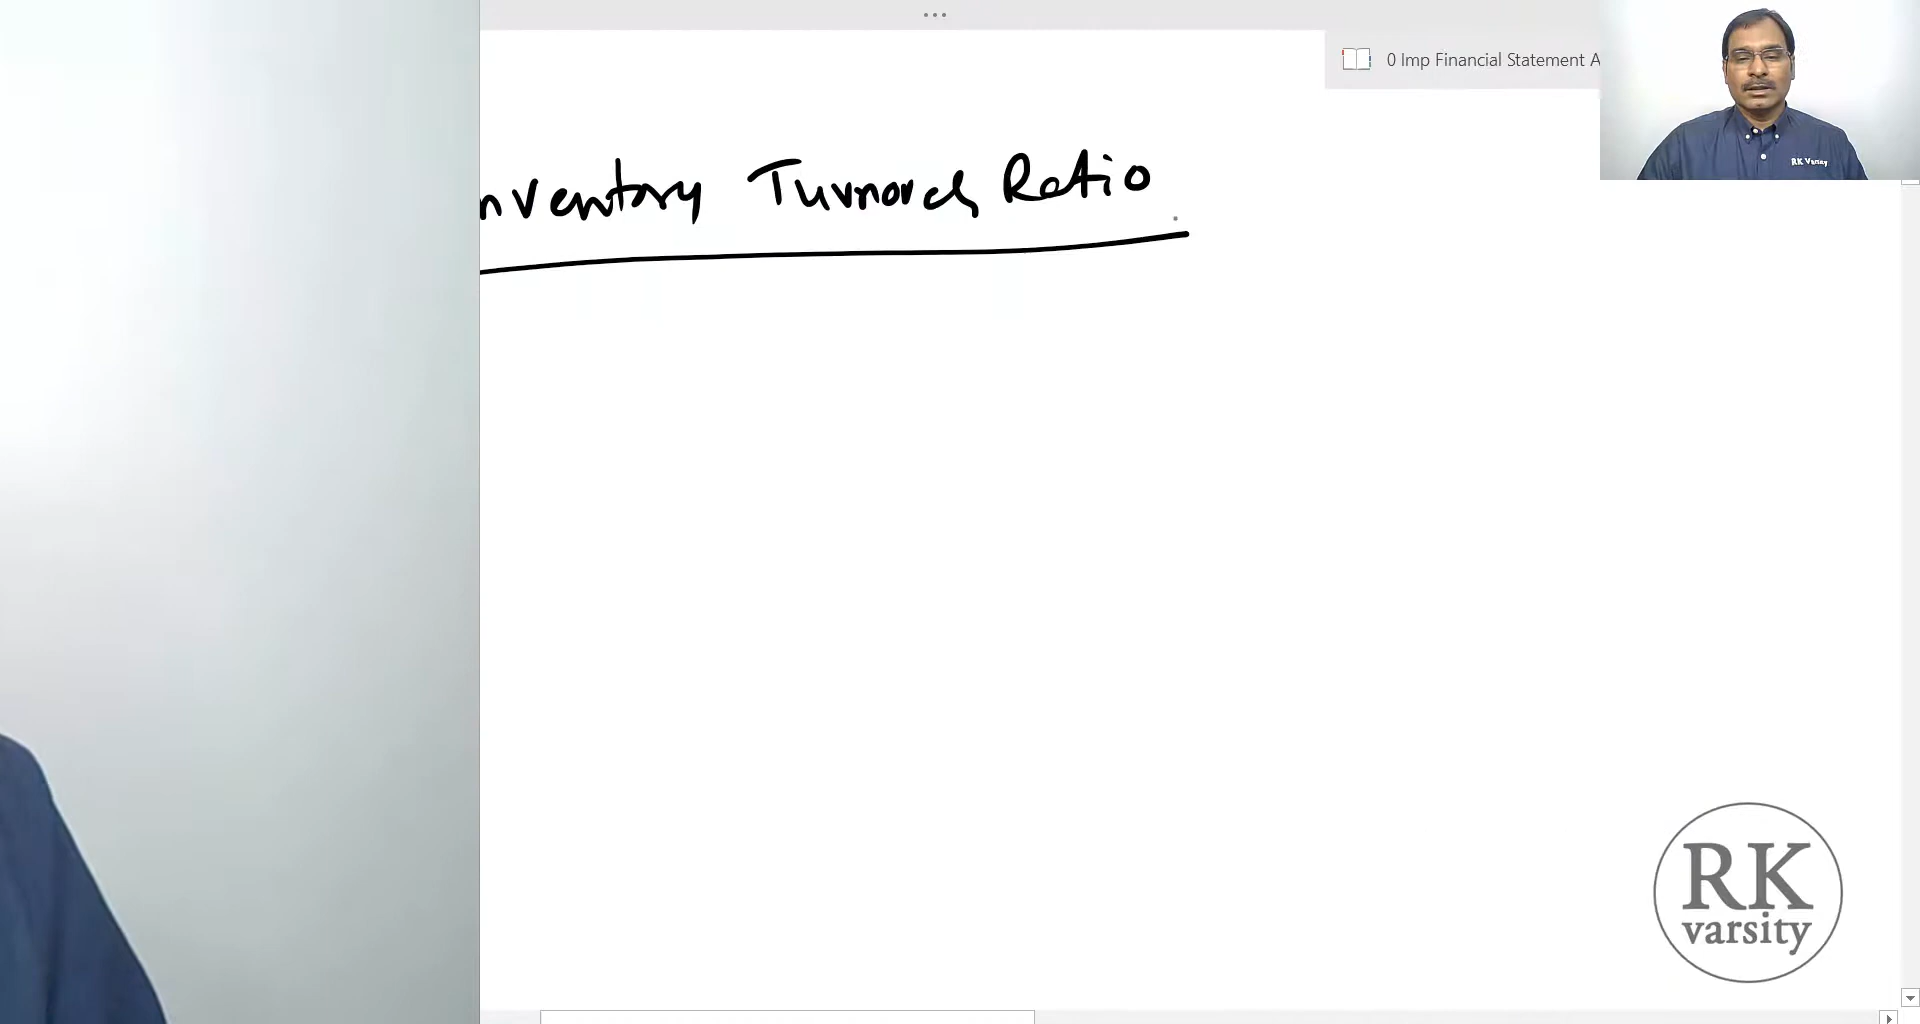 0 Imp Financial Statement A
RK Varsity
nventory Turnover Ratio
RK
varsity